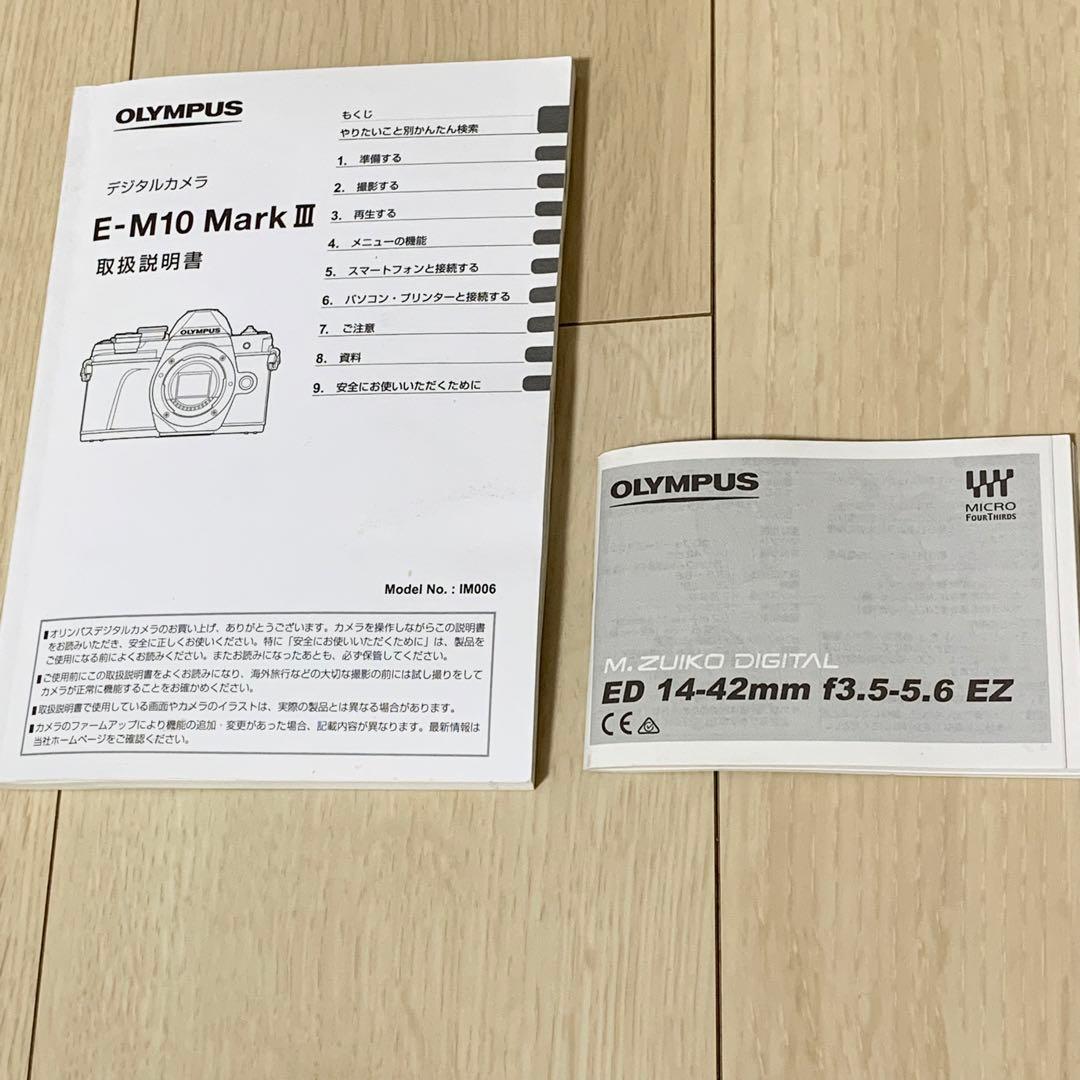 OLYMPUS
デジタルカメラ
E-M10 Mark Ⅲ
取扱説明書
OLYMPUS
もくじ
やりたいこと別かんたん検索
1. 準備する
2. 撮影する
3. 再生する
4. メニューの機能
5. スマートフォンと接続する
6. パソコン・プリンターと接続する
7. ご注意
8. 資料
9. 安全にお使いいただくために
Model No. : IM006
■オリンパスデジタルカメラのお買い上げ、ありがとうございます。カメラを操作しながらこの説明書
をお読みいただき、安全に正しくお使いください。特に「安全にお使いいただくために」は、製品を
ご使用になる前によくお読みください。またお読みになったあとも、必ず保管してください。
■ご使用前にこの取扱説明書をよくお読みになり、海外旅行などの大切な撮影の前には試し撮りをして
カメラが正常に機能することをお確かめください。
■取扱説明書で使用している画面やカメラのイラストは、実際の製品とは異なる場合があります。
■カメラのファームアップにより機能の追加・変更があった場合、記載内容が異なります。最新情報は
当社ホームページをご確認ください。
OLYMPUS
MICRO
FOURTHIRDS
M.ZUIKO DIGITAL
ED 14-42mm f3.5-5.6 EZ
CE